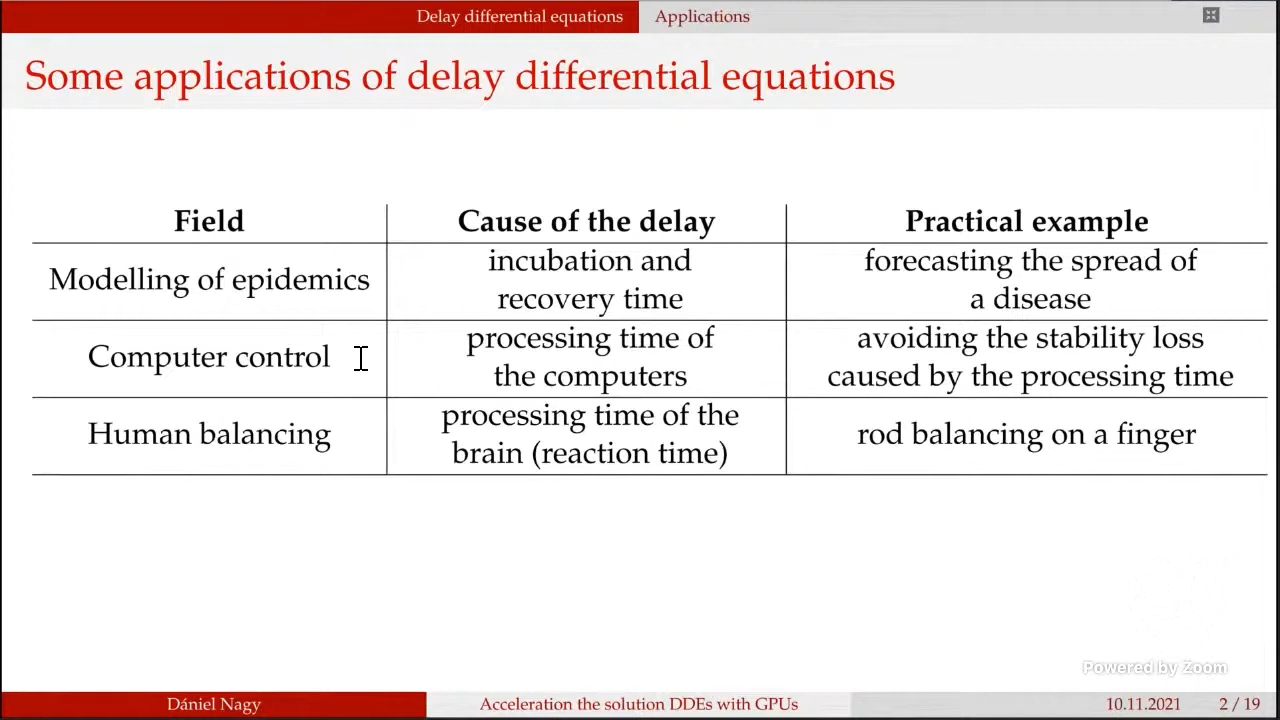 Delay differential equations Applications
Some applications of delay differential equations
Field Cause of the delay Practical example
Modelling of epidemics
incubation and
recovery time
forecasting the spread of
a disease
Computer control
processing time of
the computers
avoiding the stability loss
caused by the processing time
Human balancing
processing time of the
brain (reaction time)
rod balancing on a finger
Powered by Zoom
Dániel Nagy Acceleration the solution DDEs with GPUs 10.11.2021 2 / 19